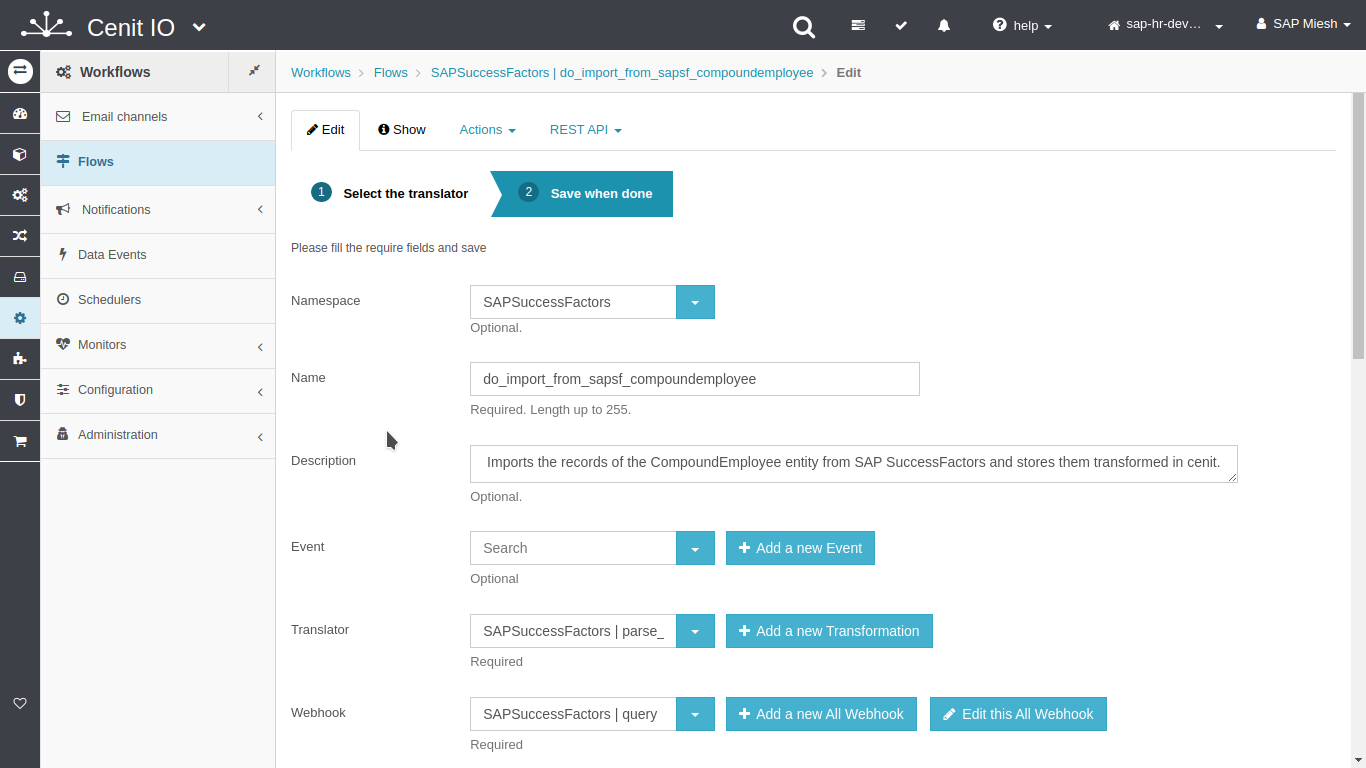 Cenit IO
help
sap-hr-dev…
SAP Miesh
Workflows
Workflows
Flows
SAPSuccessFactors | do_import_from_sapsf_compoundemployee
Edit
Email channels
Flows
Notifications
Data Events
Schedulers
Monitors
Configuration
Administration
Edit
Show
Actions
REST API
1 Select the translator
2 Save when done
Please fill the require fields and save
Namespace
SAPSuccessFactors
Optional.
Name
do_import_from_sapsf_compoundemployee
Required. Length up to 255.
Description
Imports the records of the CompoundEmployee entity from SAP SuccessFactors and stores them transformed in cenit.
Optional.
Event
Search
Add a new Event
Optional
Translator
SAPSuccessFactors | parse_
Add a new Transformation
Required
Webhook
SAPSuccessFactors | query
Add a new All Webhook
Edit this All Webhook
Required